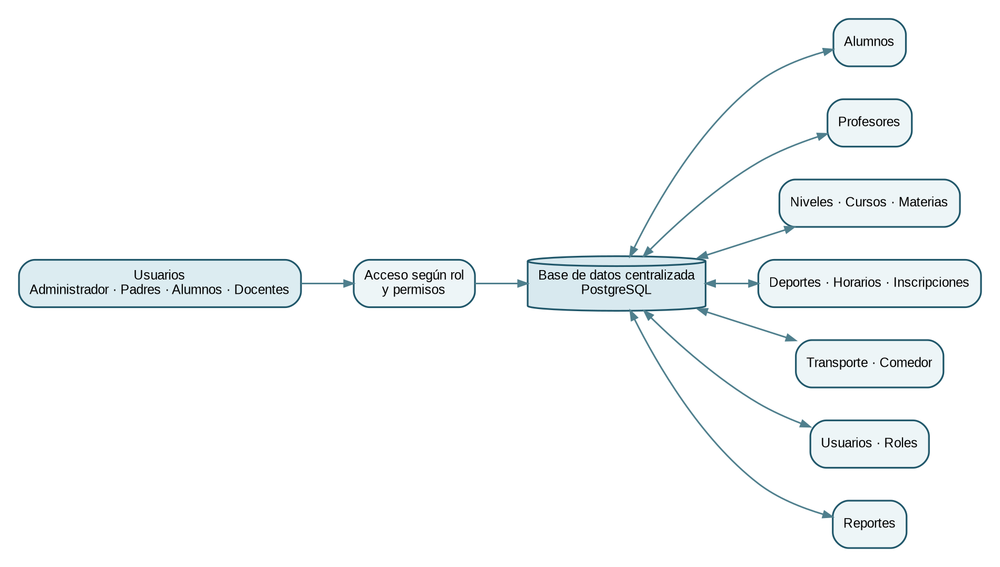 Usuarios
Administrador · Padres · Alumnos · Docentes
Acceso según rol
y permisos
Base de datos centralizada
PostgreSQL
Alumnos
Profesores
Niveles · Cursos · Materias
Deportes · Horarios · Inscripciones
Transporte · Comedor
Usuarios · Roles
Reportes